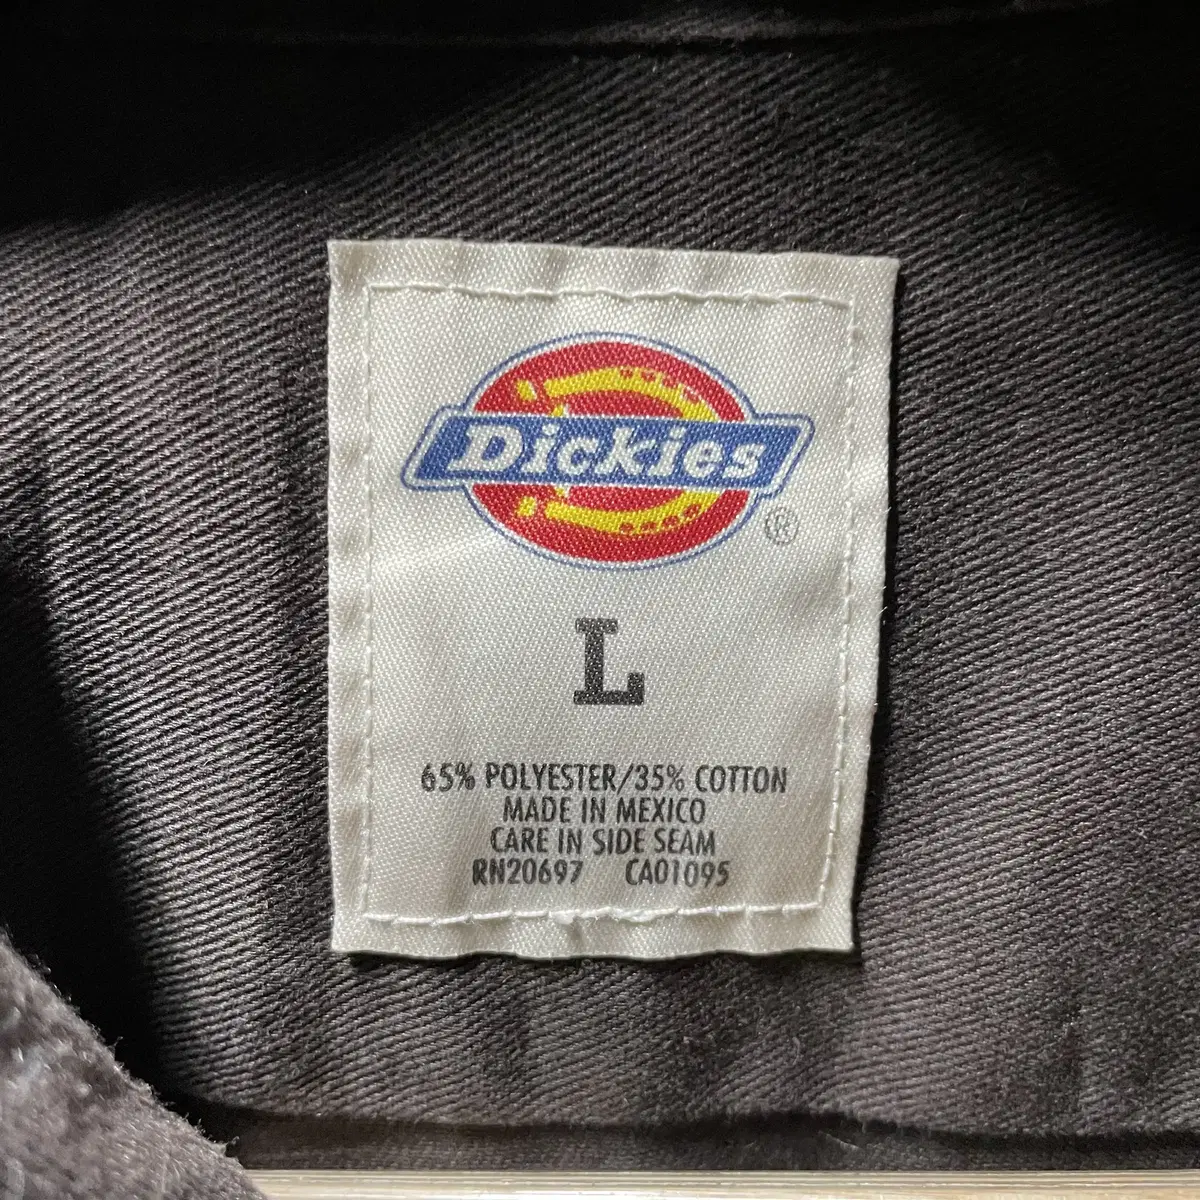 Dickies
®
L
65% POLYESTER/35% COTTON
MADE IN MEXICO
CARE IN SIDE SEAM
RN20697 CA01095